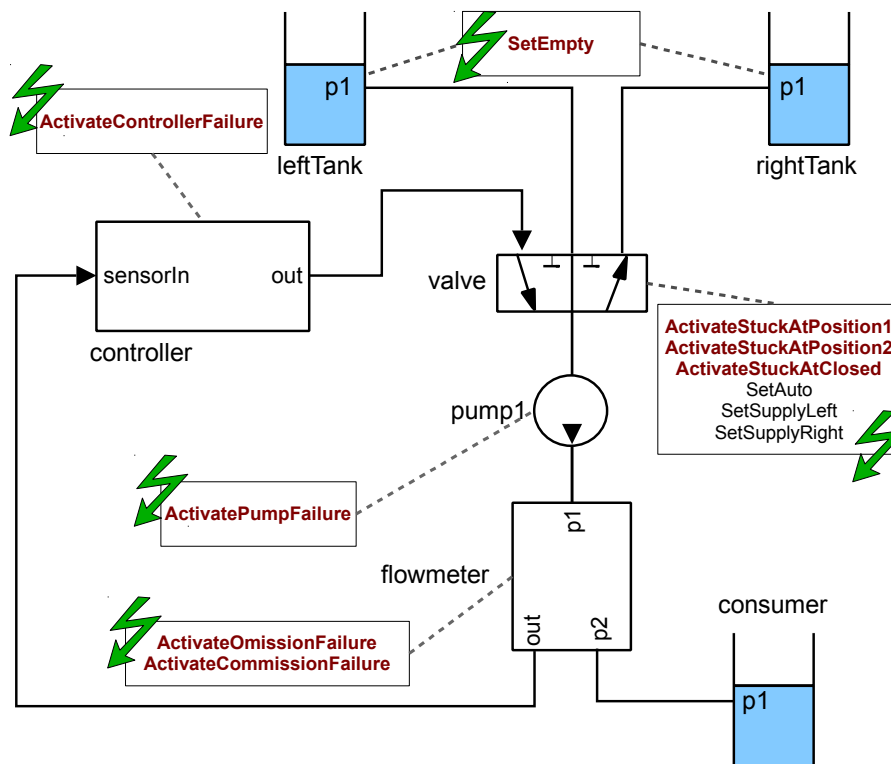 SetEmpty
p1
p1
ActivateControllerFailure
leftTank
rightTank
sensorIn
out
valve
controller
ActivateStuckAtPosition1
ActivateStuckAtPosition2
ActivateStuckAtClosed
SetAuto
SetSupplyLeft
SetSupplyRight
pump1
ActivatePumpFailure
p1
flowmeter
out
p2
consumer
ActivateOmissionFailure
ActivateCommissionFailure
p1